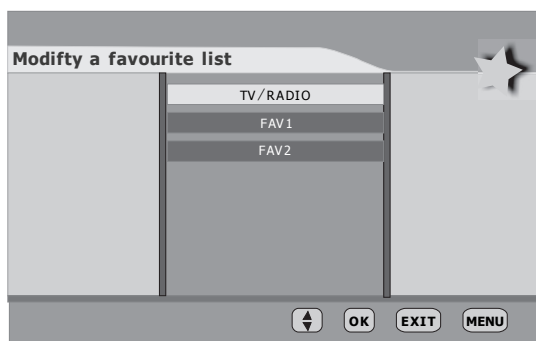 Modifty a favourite list
TV/RADIO
FAV1
FAV2
OK EXIT MENU